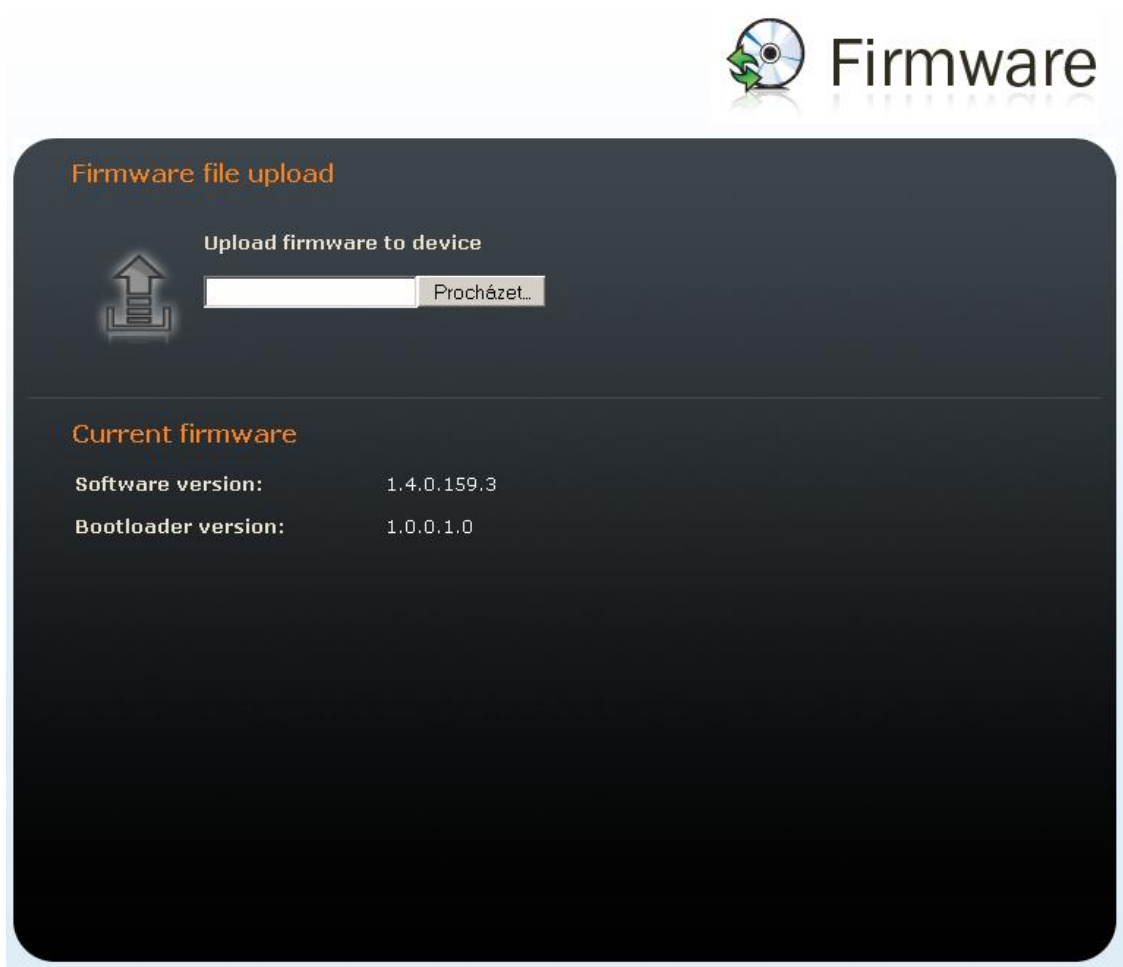 Firmware
Firmware file upload
Upload firmware to device
Procházet...
Current firmware
Software version: 1.4.0.159.3
Bootloader version: 1.0.0.1.0